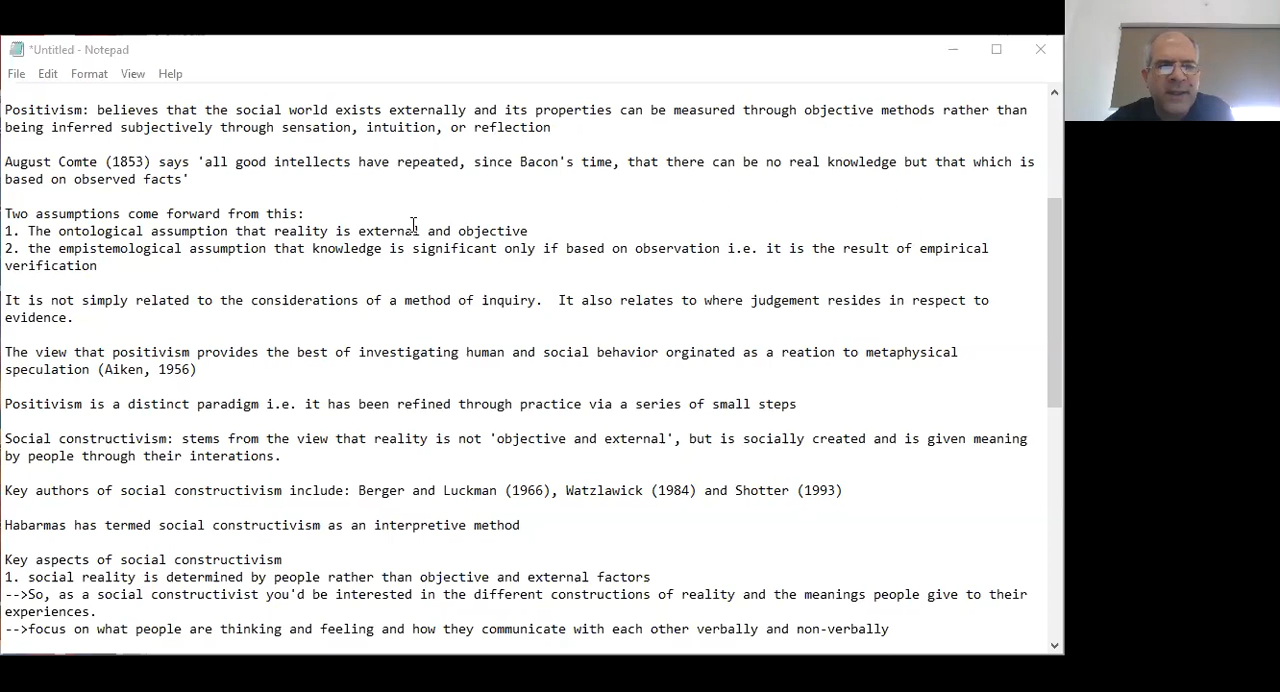 *Untitled - Notepad
File Edit Format View Help
Positivism: believes that the social world exists externally and its properties can be measured through objective methods rather than
being inferred subjectively through sensation, intuition, or reflection
August Comte (1853) says 'all good intellects have repeated, since Bacon's time, that there can be no real knowledge but that which is
based on observed facts'
Two assumptions come forward from this:
1. The ontological assumption that reality is external and objective
2. the empistemological assumption that knowledge is significant only if based on observation i.e. it is the result of empirical
verification
It is not simply related to the considerations of a method of inquiry.  It also relates to where judgement resides in respect to
evidence.
The view that positivism provides the best of investigating human and social behavior orginated as a reation to metaphysical
speculation (Aiken, 1956)
Positivism is a distinct paradigm i.e. it has been refined through practice via a series of small steps
Social constructivism: stems from the view that reality is not 'objective and external', but is socially created and is given meaning
by people through their interations.
Key authors of social constructivism include: Berger and Luckman (1966), Watzlawick (1984) and Shotter (1993)
Habarmas has termed social constructivism as an interpretive method
Key aspects of social constructivism
1. social reality is determined by people rather than objective and external factors
-->So, as a social constructivist you'd be interested in the different constructions of reality and the meanings people give to their
experiences.
-->focus on what people are thinking and feeling and how they communicate with each other verbally and non-verbally